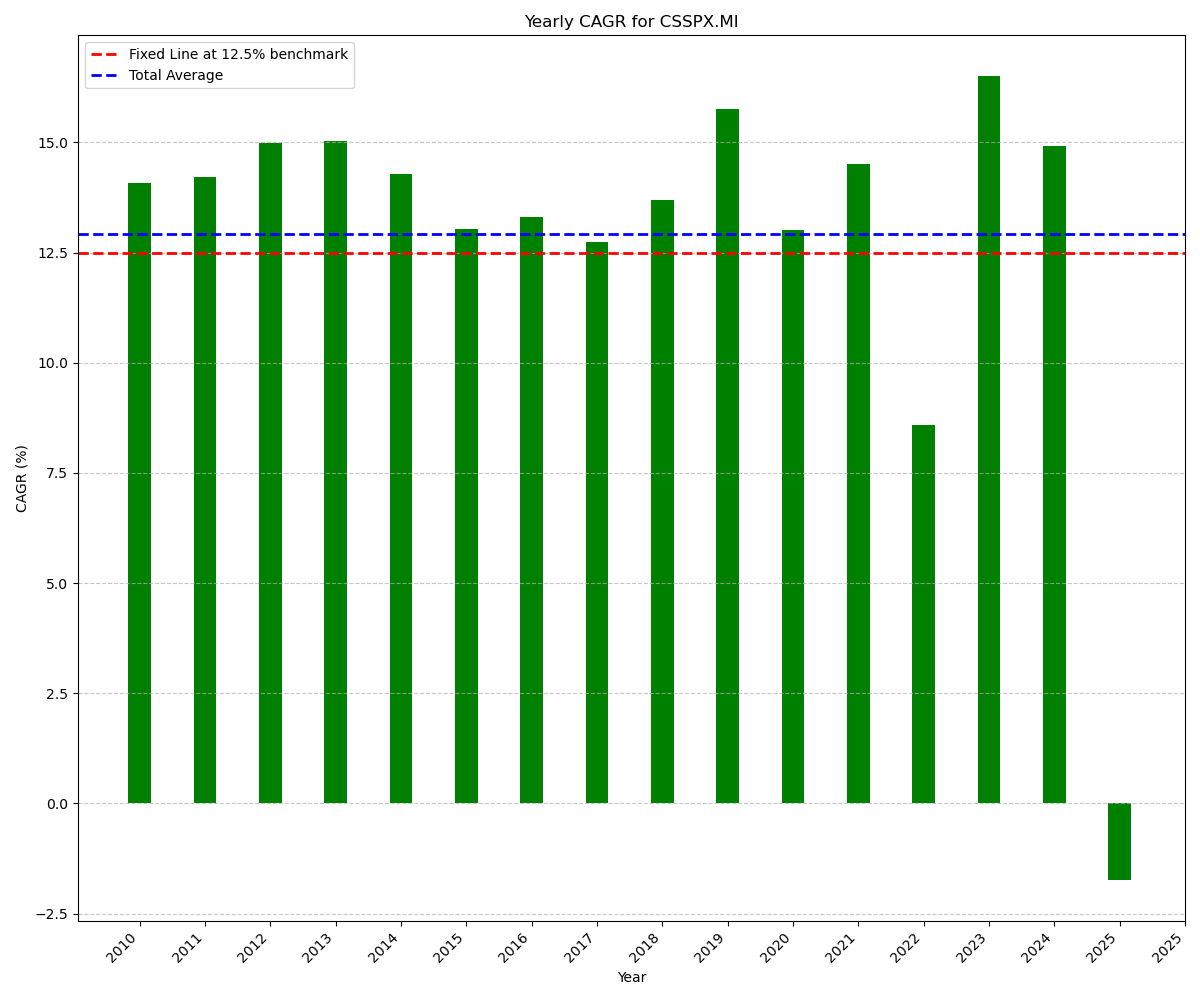 Yearly CAGR for CSSPX.MI
Fixed Line at 12.5% benchmark
Total Average
15.0
12.5
10.0
7.5
5.0
2.5
0.0
−2.5
CAGR (%)
2010 2011 2012 2013 2014 2015 2016 2017 2018 2019 2020 2021 2022 2023 2024 2025 2025
Year